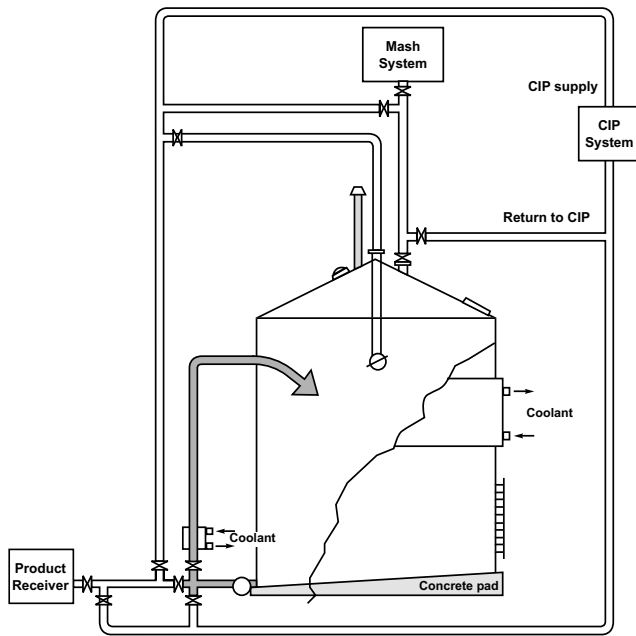 Mash
System
CIP supply
CIP
System
Return to CIP
Coolant
Coolant
Product
Receiver
Concrete pad